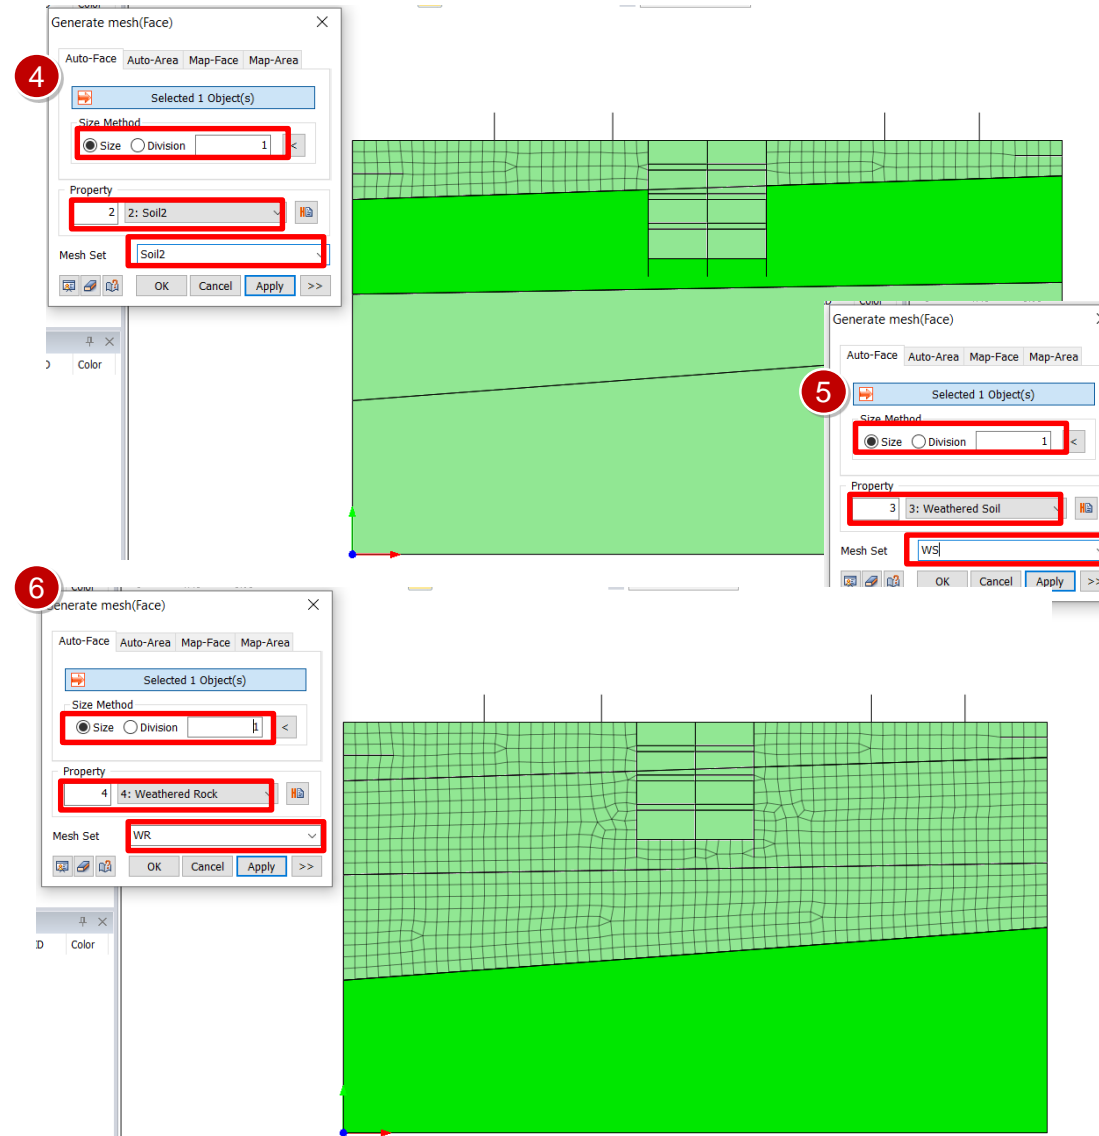 4
Generate mesh(Face)
Auto-Face Auto-Area Map-Face Map-Area
Selected 1 Object(s)
Size Method
Size Division 1 <
Property
2 2: Soil2
Mesh Set Soil2
OK Cancel Apply >>
Color
5
Generate mesh(Face)
Auto-Face Auto-Area Map-Face Map-Area
Selected 1 Object(s)
Size Method
Size Division 1 <
Property
3 3: Weathered Soil
Mesh Set WS
OK Cancel Apply >>
6
Generate mesh(Face)
Auto-Face Auto-Area Map-Face Map-Area
Selected 1 Object(s)
Size Method
Size Division 1 <
Property
4 4: Weathered Rock
Mesh Set WR
OK Cancel Apply >>
Color